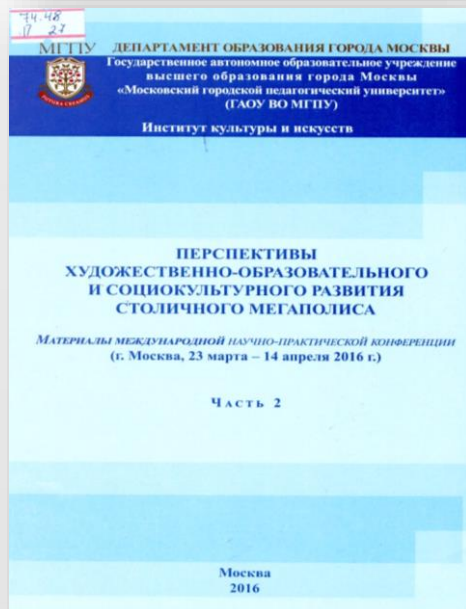 74.48
П 27
МГПУ
ДЕПАРТАМЕНТ ОБРАЗОВАНИЯ ГОРОДА МОСКВЫ
Государственное автономное образовательное учреждение
высшего образования города Москвы
«Московский городской педагогический университет»
(ГАОУ ВО МГПУ)
Институт культуры и искусств
ПЕРСПЕКТИВЫ
ХУДОЖЕСТВЕННО-ОБРАЗОВАТЕЛЬНОГО
И СОЦИОКУЛЬТУРНОГО РАЗВИТИЯ
СТОЛИЧНОГО МЕГАПОЛИСА
МАТЕРИАЛЫ МЕЖДУНАРОДНОЙ НАУЧНО-ПРАКТИЧЕСКОЙ КОНФЕРЕНЦИИ
(г. Москва, 23 марта – 14 апреля 2016 г.)
ЧАСТЬ 2
Москва
2016